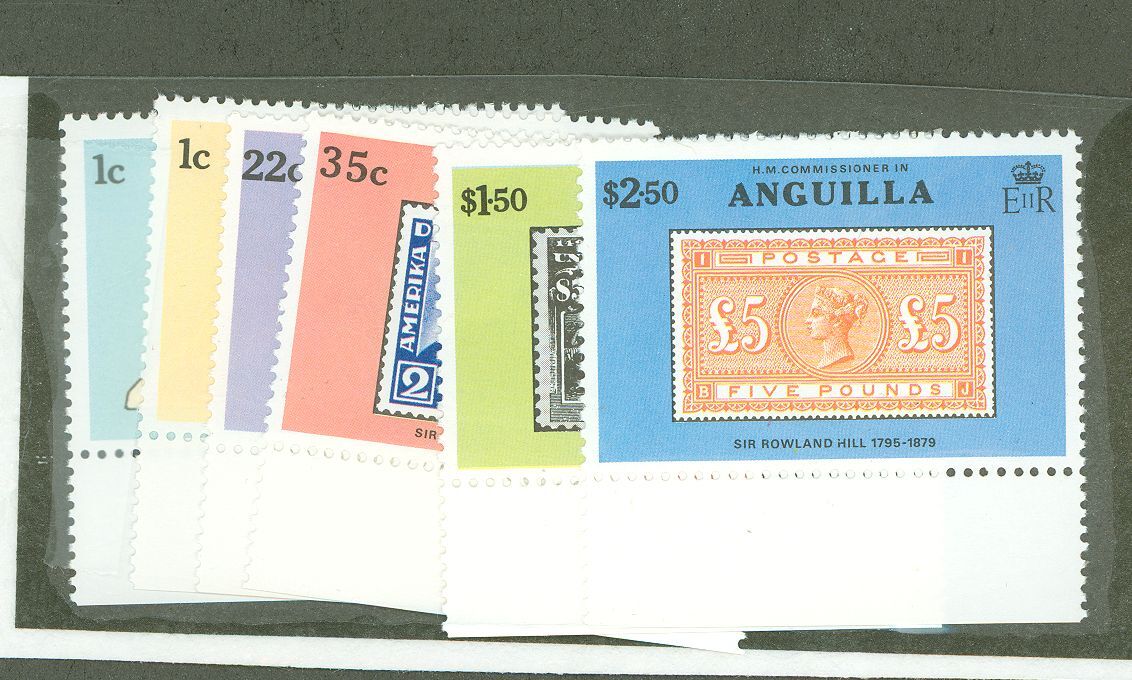 1c
1c
22c
35c
AMERIKA
2
SIR
$1·50
$2·50
H.M.COMMISSIONER IN
ANGUILLA
EIIR
I POSTAGE I
£5 £5
B FIVE POUNDS J
SIR ROWLAND HILL 1795-1879